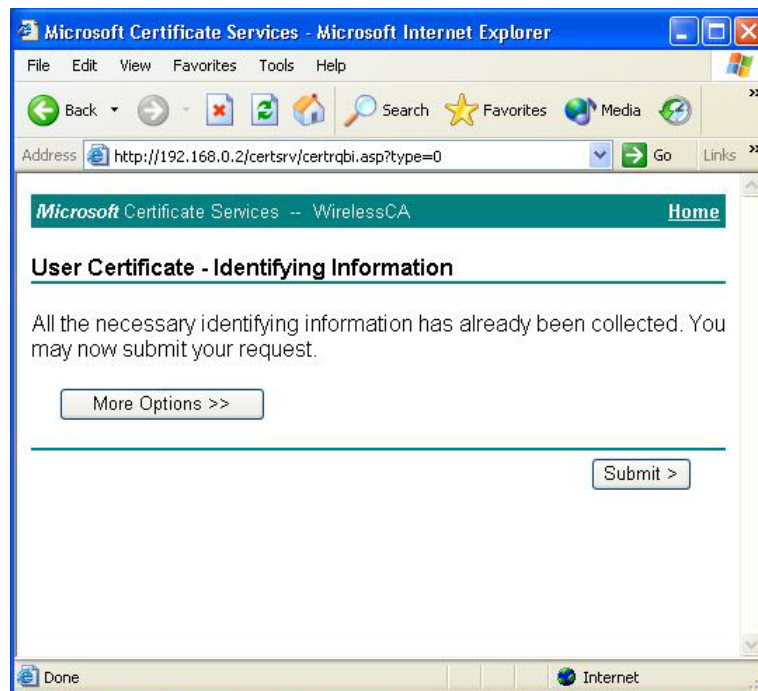 Microsoft Certificate Services - Microsoft Internet Explorer
File Edit View Favorites Tools Help
Back Search Favorites Media »
Address http://192.168.0.2/certsrv/certrqbi.asp?type=0 Go Links »
Microsoft Certificate Services -- WirelessCA Home
User Certificate - Identifying Information
All the necessary identifying information has already been collected. You
may now submit your request.
More Options >>
Submit >
Done Internet